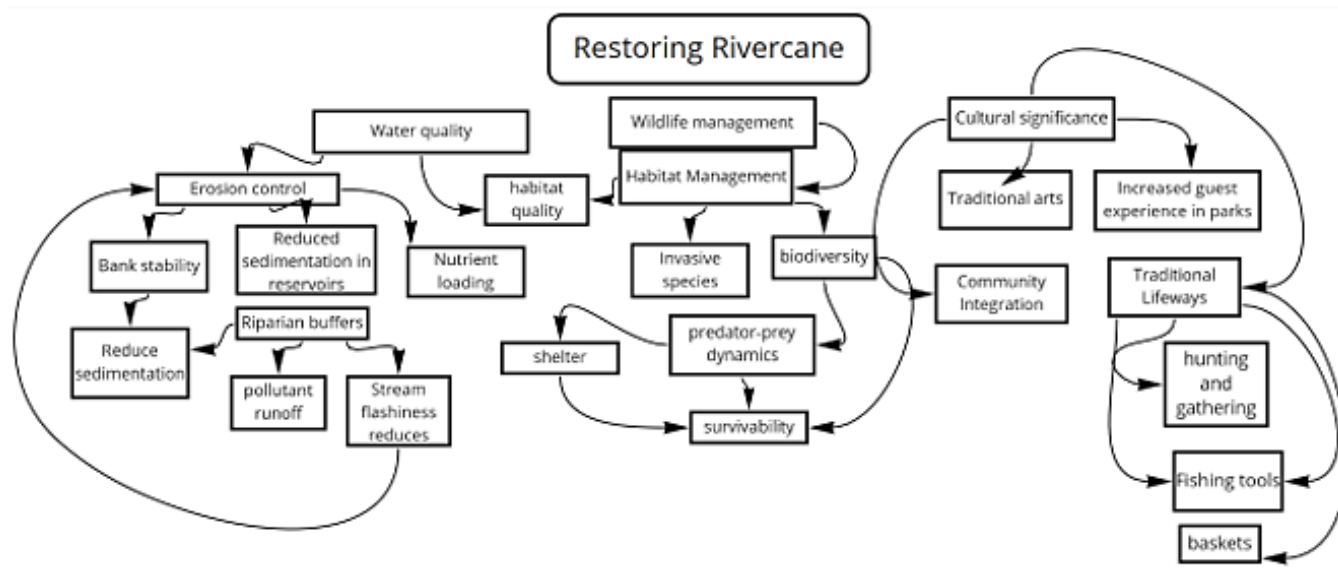 Restoring Rivercane
Water quality
Wildlife management
Cultural significance
Erosion control
habitat
quality
Habitat Management
Traditional arts
Increased guest
experience in parks
Bank stability
Reduced
sedimentation in
reservoirs
Nutrient
loading
Invasive
species
biodiversity
Community
Integration
Traditional
Lifeways
Riparian buffers
Reduce
sedimentation
pollutant
runoff
Stream
flashiness
reduces
shelter
predator-prey
dynamics
survivability
hunting
and
gathering
Fishing tools
baskets